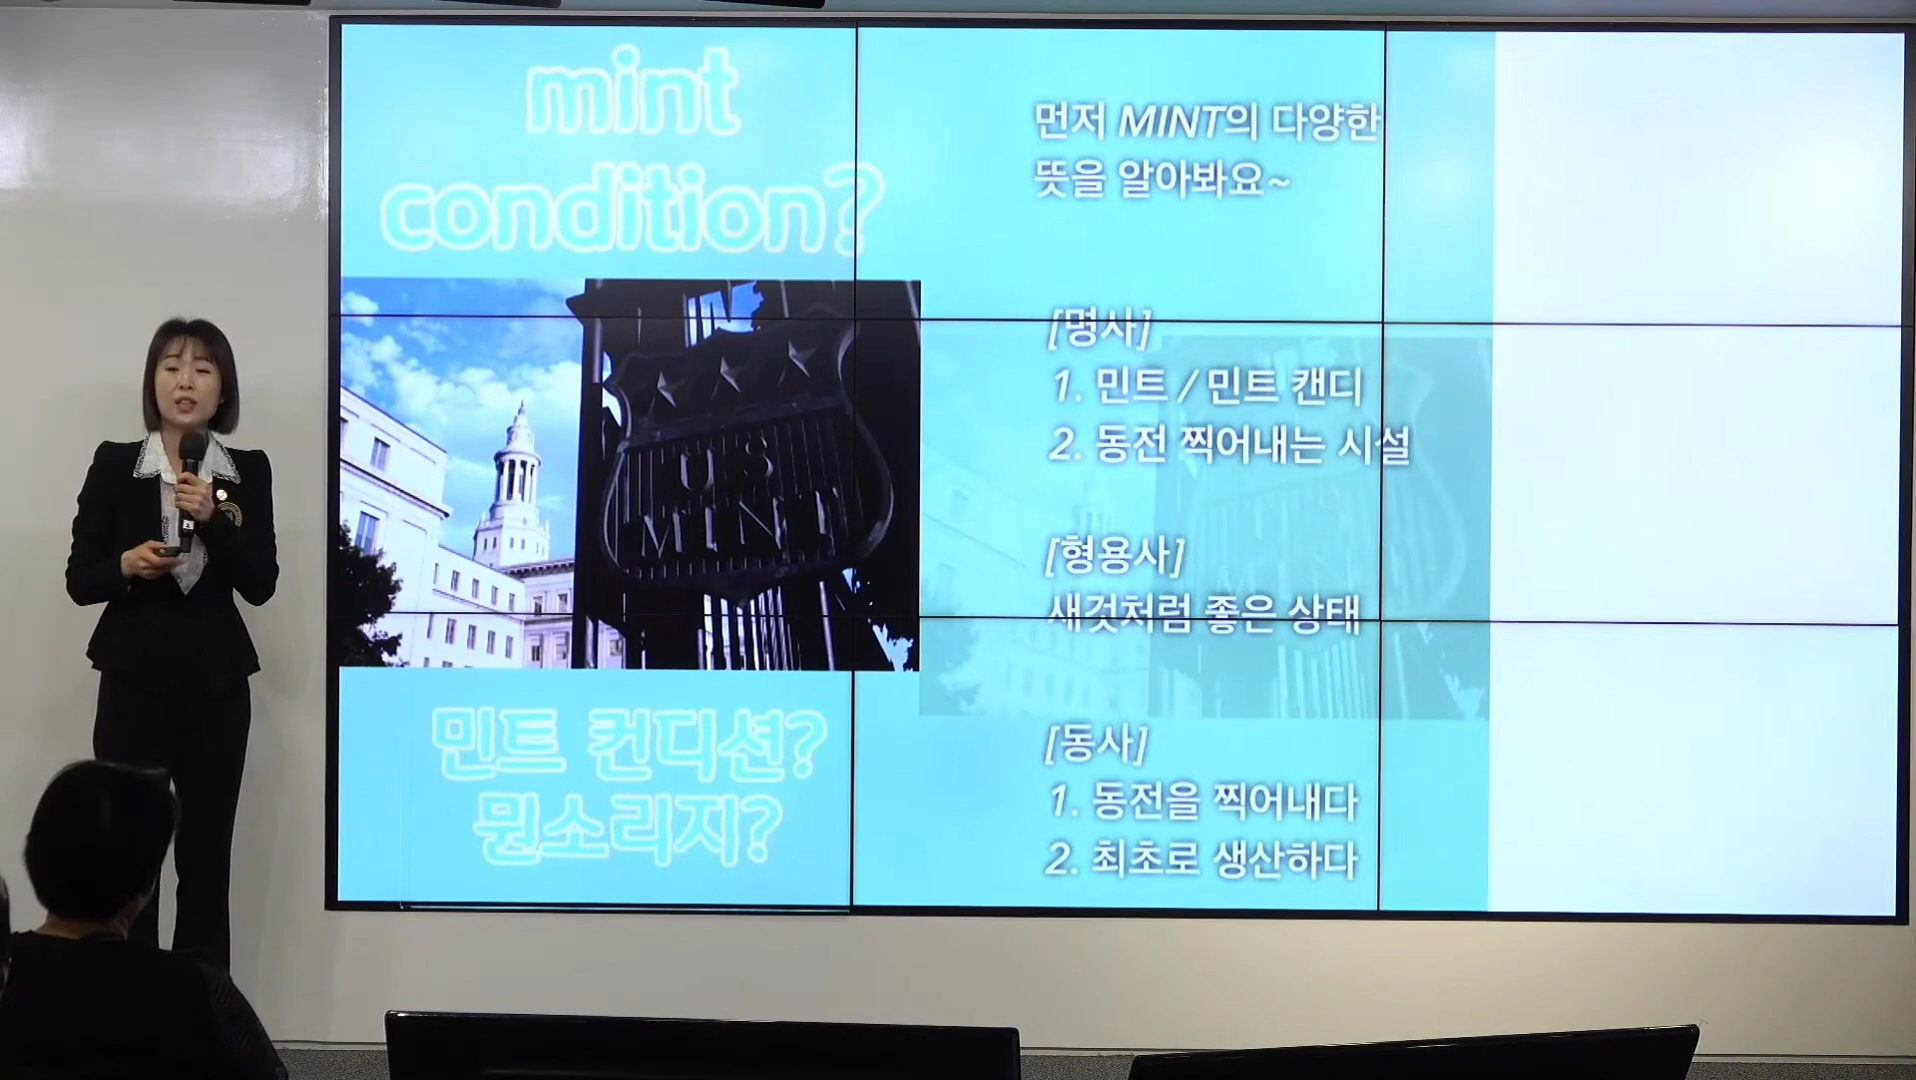 mint
condition?
US
MINT
민트 컨디션?
뭔소리지?
먼저 MINT의 다양한
뜻을 알아봐요~
[명사]
1. 민트 / 민트 캔디
2. 동전 찍어내는 시설
[형용사]
새것처럼 좋은 상태
[동사]
1. 동전을 찍어내다
2. 최초로 생산하다